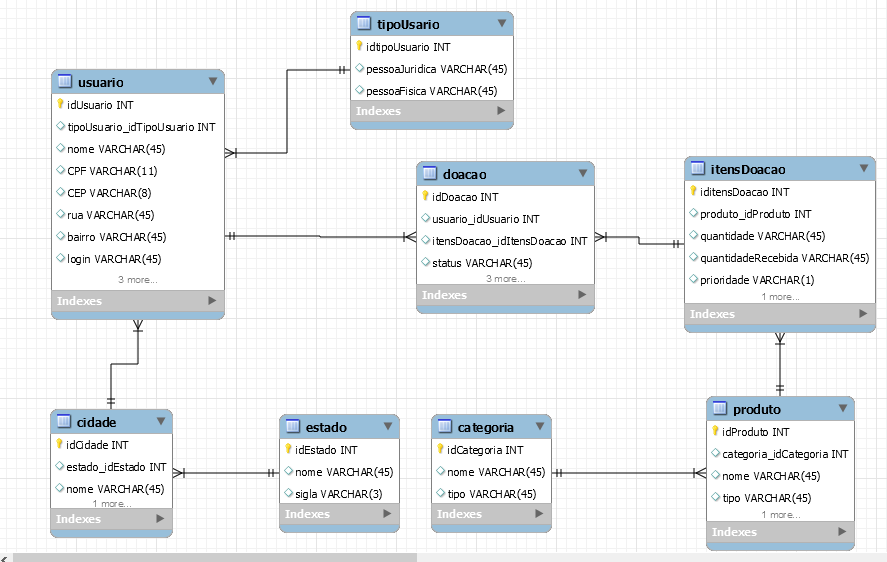 tipoUsario
idtipoUsuario INT
pessoaJuridica VARCHAR(45)
pessoaFisica VARCHAR(45)
Indexes
usuario
idUsuario INT
tipoUsuario_idTipoUsuario INT
nome VARCHAR(45)
CPF VARCHAR(11)
CEP VARCHAR(8)
rua VARCHAR(45)
bairro VARCHAR(45)
login VARCHAR(45)
3 more...
Indexes
doacao
idDoacao INT
usuario_idUsuario INT
itensDoacao_idItensDoacao INT
status VARCHAR(45)
3 more...
Indexes
itensDoacao
iditensDoacao INT
produto_idProduto INT
quantidade VARCHAR(45)
quantidadeRecebida VARCHAR(45)
prioridade VARCHAR(1)
1 more...
Indexes
cidade
idCidade INT
estado_idEstado INT
nome VARCHAR(45)
1 more...
Indexes
estado
idEstado INT
nome VARCHAR(45)
sigla VARCHAR(3)
Indexes
categoria
idCategoria INT
nome VARCHAR(45)
tipo VARCHAR(45)
Indexes
produto
idProduto INT
categoria_idCategoria INT
nome VARCHAR(45)
tipo VARCHAR(45)
1 more...
Indexes